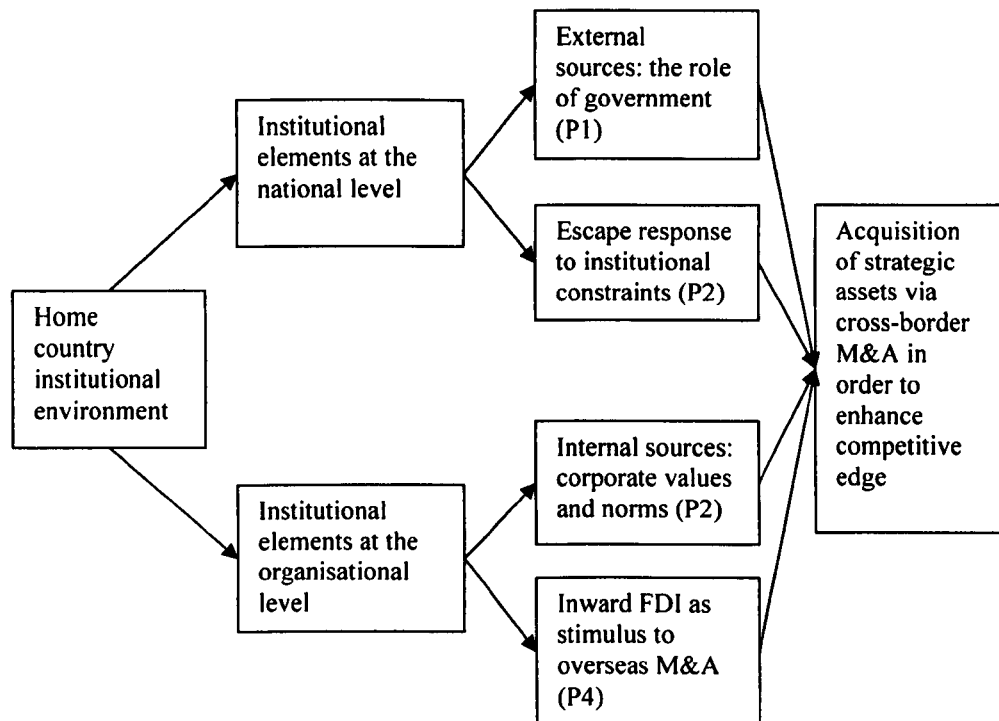 Home
country
institutional
environment
Institutional
elements at the
national level
Institutional
elements at the
organisational
level
External
sources: the role
of government
(P1)
Escape response
to institutional
constraints (P2)
Internal sources:
corporate values
and norms (P2)
Inward FDI as
stimulus to
overseas M&A
(P4)
Acquisition
of strategic
assets via
cross-border
M&A in
order to
enhance
competitive
edge